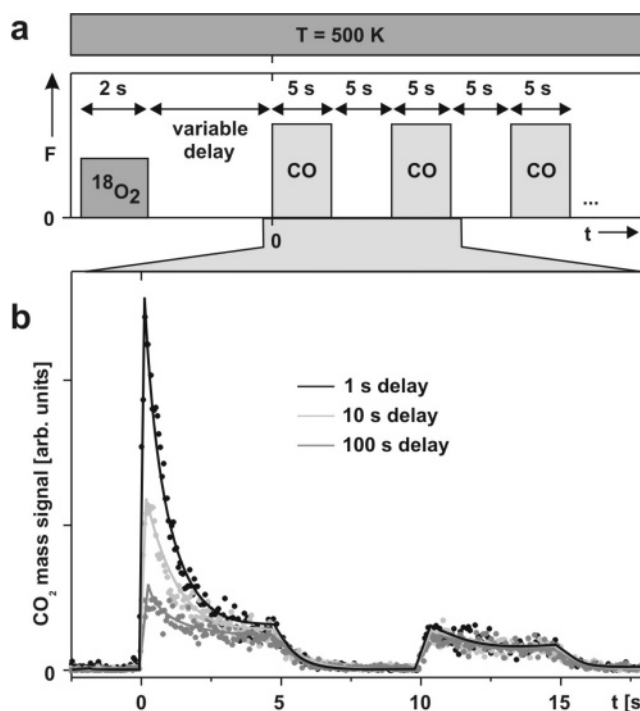 a
T = 500 K
2 s 5 s 5 s 5 s 5 s 5 s
variable
delay
F
¹⁸O₂ CO CO CO
...
0
0 t
b
CO₂ mass signal [arb. units]
1 s delay
10 s delay
100 s delay
0
0 5 10 15 t [s